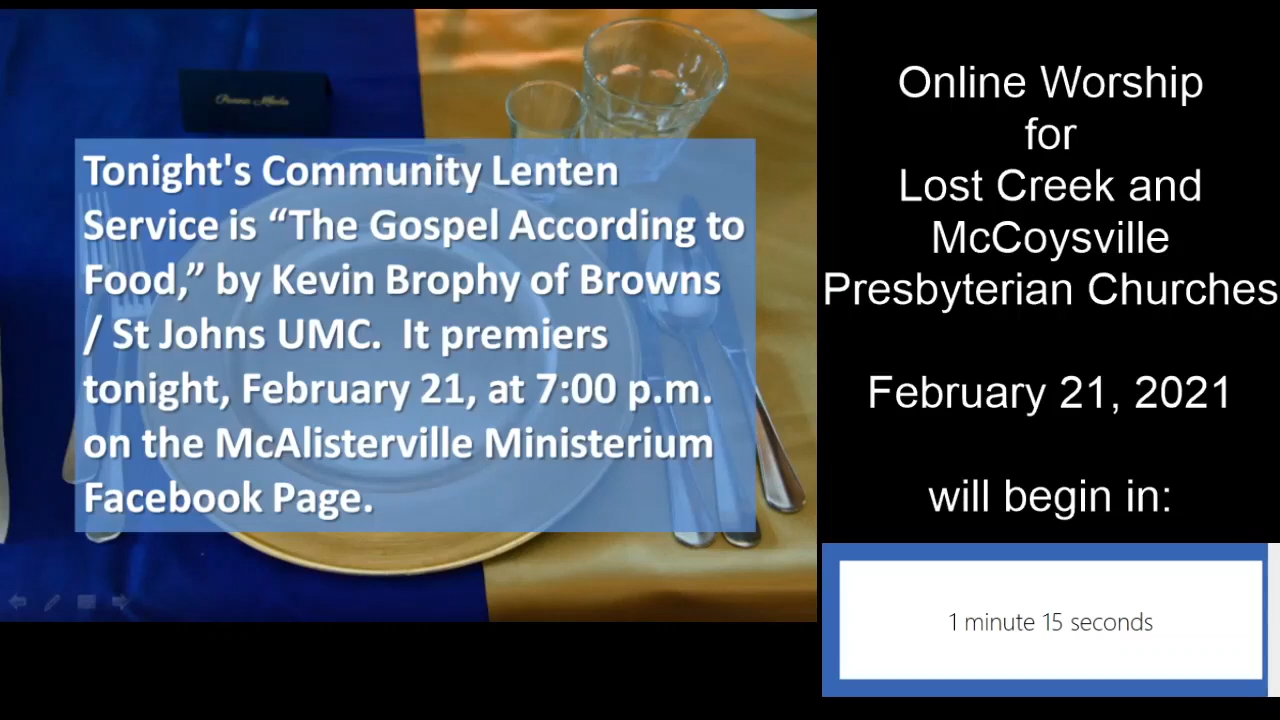 Tonight's Community Lenten
Service is “The Gospel According to
Food,” by Kevin Brophy of Browns
/ St Johns UMC.  It premiers
tonight, February 21, at 7:00 p.m.
on the McAlisterville Ministerium
Facebook Page.
Online Worship
for
Lost Creek and
McCoysville
Presbyterian Churches
February 21, 2021
will begin in:
1 minute 15 seconds